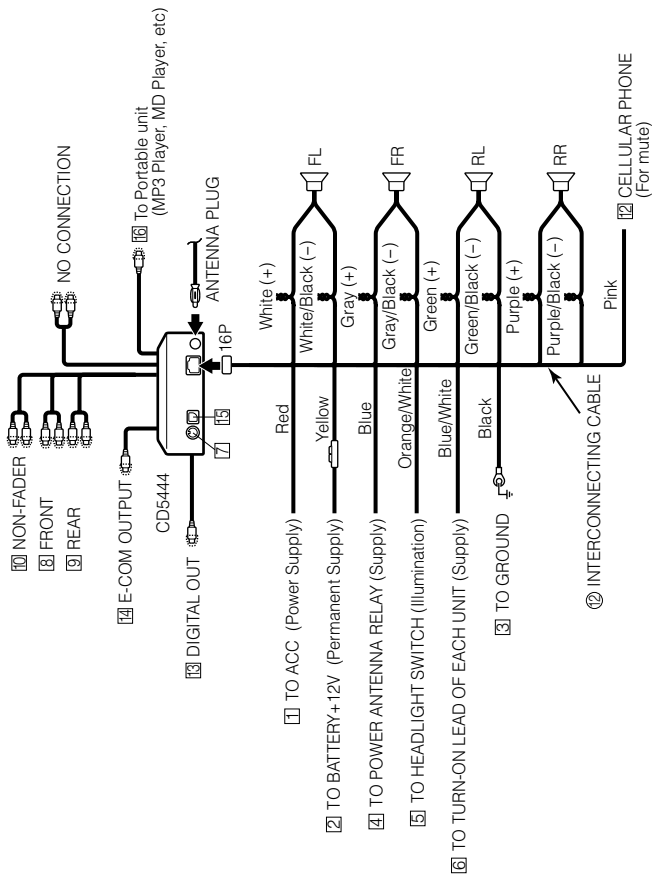 10 NON-FADER
8 FRONT
9 REAR
14 E-COM OUTPUT
CD5444
13 DIGITAL OUT
NO CONNECTION
16 To Portable unit
(MP3 Player, MD Player, etc)
ANTENNA PLUG
16P
7
15
1 TO ACC (Power Supply)
Red
White (+)
White/Black (−)
FL
2 TO BATTERY+12V (Permanent Supply)
Yellow
Gray (+)
Gray/Black (−)
FR
4 TO POWER ANTENNA RELAY (Supply)
Blue
Green (+)
Green/Black (−)
RL
5 TO HEADLIGHT SWITCH (Illumination)
Orange/White
Purple (+)
Purple/Black (−)
RR
6 TO TURN-ON LEAD OF EACH UNIT (Supply)
Blue/White
3 TO GROUND
Black
Pink
12 CELLULAR PHONE
(For mute)
⑫ INTERCONNECTING CABLE